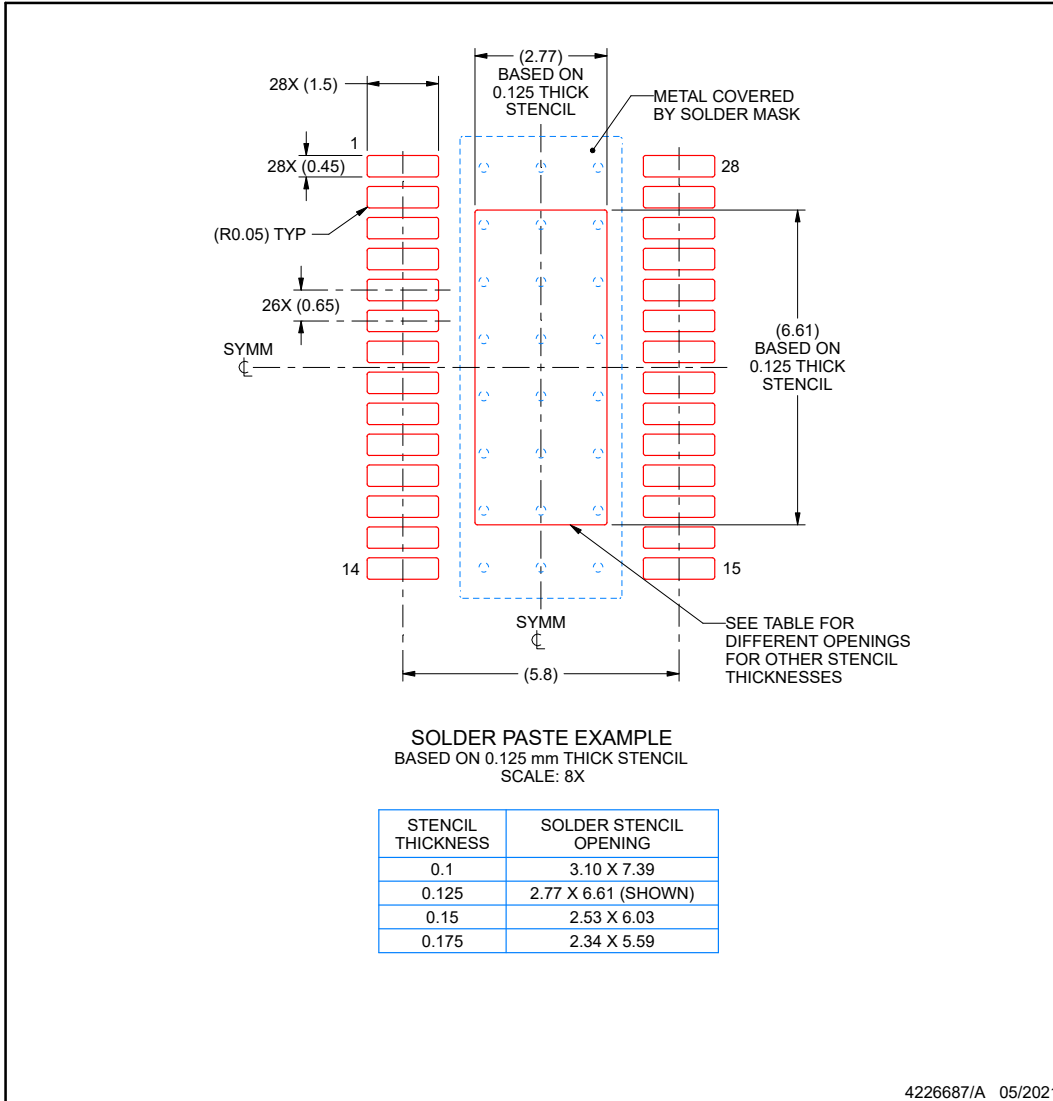 (2.77)
BASED ON
0.125 THICK
STENCIL
28X (1.5)
METAL COVERED
BY SOLDER MASK
1
28X (0.45)
28
(R0.05) TYP
26X (0.65)
SYMM
(6.61)
BASED ON
0.125 THICK
STENCIL
14
15
SYMM
SEE TABLE FOR
DIFFERENT OPENINGS
FOR OTHER STENCIL
THICKNESSES
(5.8)
SOLDER PASTE EXAMPLE
BASED ON 0.125 mm THICK STENCIL
SCALE: 8X
STENCIL
THICKNESS
SOLDER STENCIL
OPENING
0.1
3.10 X 7.39
0.125
2.77 X 6.61 (SHOWN)
0.15
2.53 X 6.03
0.175
2.34 X 5.59
4226687/A 05/2021